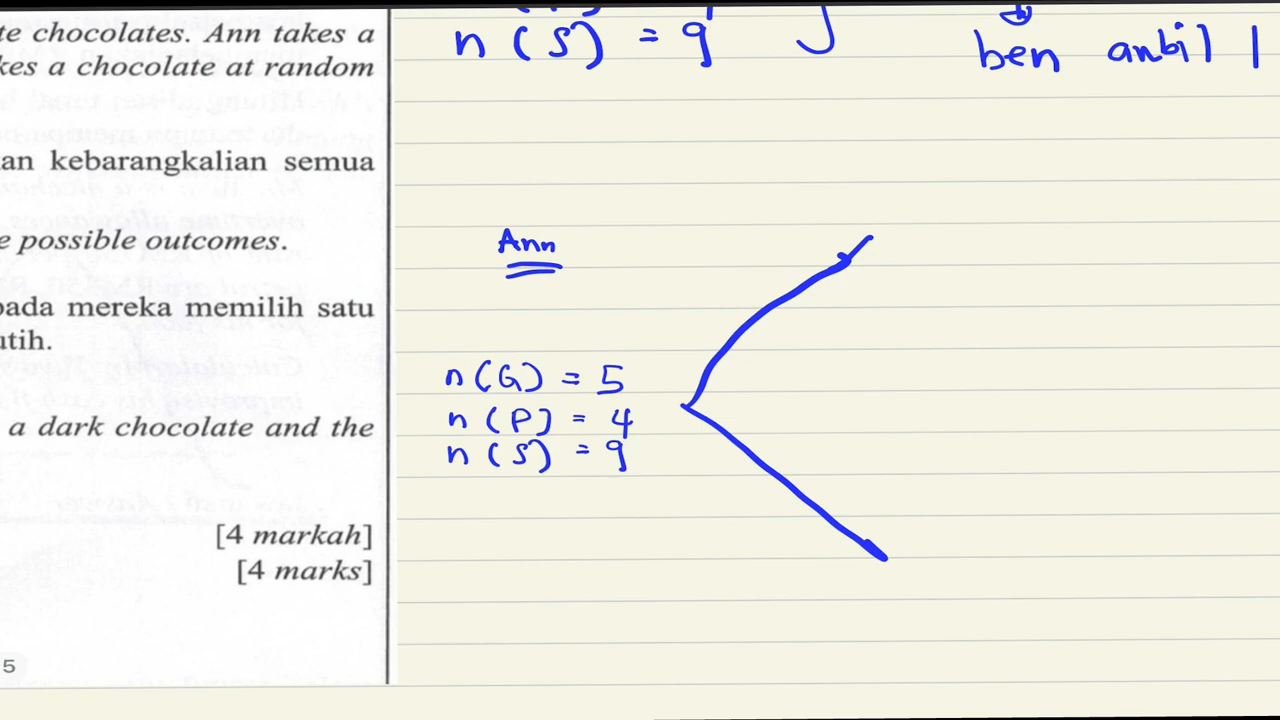 te chocolates. Ann takes a
kes a chocolate at random
an kebarangkalian semua
e possible outcomes.
pada mereka memilih satu
utih.
a dark chocolate and the
[4 markah]
[4 marks]
5
n(S) = 9
ben ambil 1
Ann
n(G) = 5
n(P) = 4
n(S) = 9